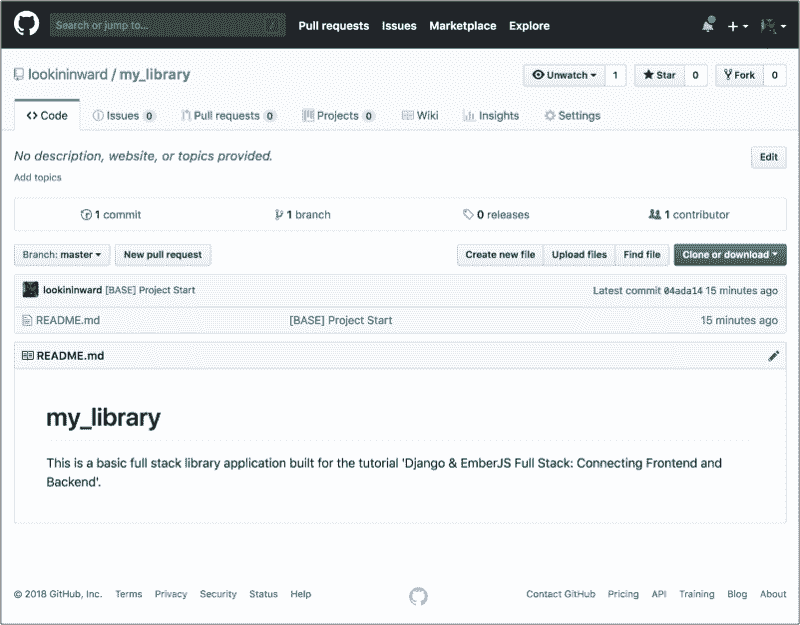 Search or jump to... / Pull requests Issues Marketplace Explore
lookininward / my_library Unwatch 1 Star 0 Fork 0
Code Issues 0 Pull requests 0 Projects 0 Wiki Insights Settings
No description, website, or topics provided. Edit
Add topics
1 commit 1 branch 0 releases 1 contributor
Branch: master New pull request Create new file Upload files Find file Clone or download
lookininward [BASE] Project Start Latest commit 04ada14 15 minutes ago
README.md [BASE] Project Start 15 minutes ago
README.md
my_library
This is a basic full stack library application built for the tutorial 'Django & EmberJS Full Stack: Connecting Frontend and
Backend'.
© 2018 GitHub, Inc. Terms Privacy Security Status Help Contact GitHub Pricing API Training Blog About